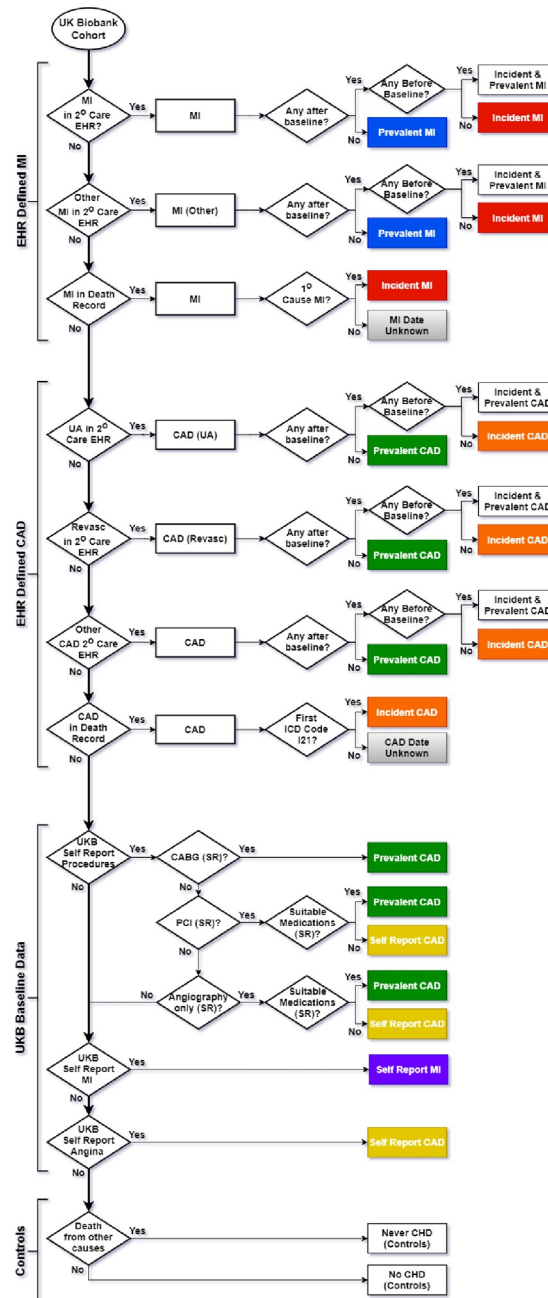 UK Biobank
Cohort
EHR Defined MI
MI
in 2º Care
EHR?
Yes
No
MI
Any after
baseline?
Yes
No
Any Before
Baseline?
Yes
No
Incident &
Prevalent MI
Prevalent MI
Incident MI
Other
MI in 2º Care
EHR
Yes
No
MI (Other)
Any after
baseline?
Yes
No
Any Before
Baseline?
Yes
No
Incident &
Prevalent MI
Prevalent MI
Incident MI
MI in Death
Record
Yes
No
MI
1º
Cause MI?
Yes
No
Incident MI
MI Date
Unknown
EHR Defined CAD
UA in 2º
Care EHR
Yes
No
CAD (UA)
Any after
baseline?
Yes
No
Any Before
Baseline?
Yes
No
Incident &
Prevalent CAD
Prevalent CAD
Incident CAD
Revasc
in 2º Care
EHR
Yes
No
CAD (Revasc)
Any after
baseline?
Yes
No
Any Before
Baseline?
Yes
No
Incident &
Prevalent CAD
Prevalent CAD
Incident CAD
Other
CAD 2º Care
EHR
Yes
No
CAD
Any after
baseline?
Yes
No
Any Before
Baseline?
Yes
No
Incident &
Prevalent CAD
Prevalent CAD
Incident CAD
CAD
in Death
Record
Yes
No
CAD
First
ICD Code
I21?
Yes
No
Incident CAD
CAD Date
Unknown
UKB Baseline Data
UKB
Self Report
Procedures
Yes
No
CABG (SR)?
Yes
No
Prevalent CAD
PCI (SR)?
Yes
No
Suitable
Medications
(SR)?
Yes
No
Prevalent CAD
Self Report CAD
No
Angiography
only (SR)?
Yes
Suitable
Medications
(SR)?
Yes
No
Prevalent CAD
Self Report CAD
UKB
Self Report
MI
Yes
No
Self Report MI
UKB
Self Report
Angina
Yes
No
Self Report CAD
Controls
Death
from other
causes
Yes
No
Never CHD
(Controls)
No CHD
(Controls)